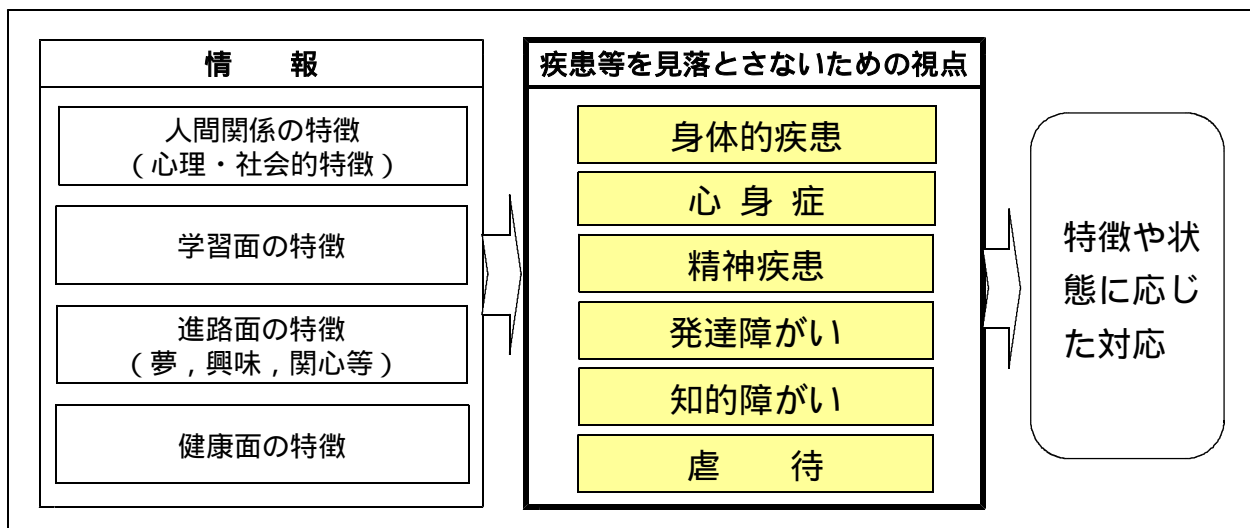 情　報
人間関係の特徴
（心理・社会的特徴）
学習面の特徴
進路面の特徴
（夢，興味，関心等）
健康面の特徴
疾患等を見落とさないための視点
身体的疾患
心 身 症
精神疾患
発達障がい
知的障がい
虐　待
特徴や状
態に応じ
た対応